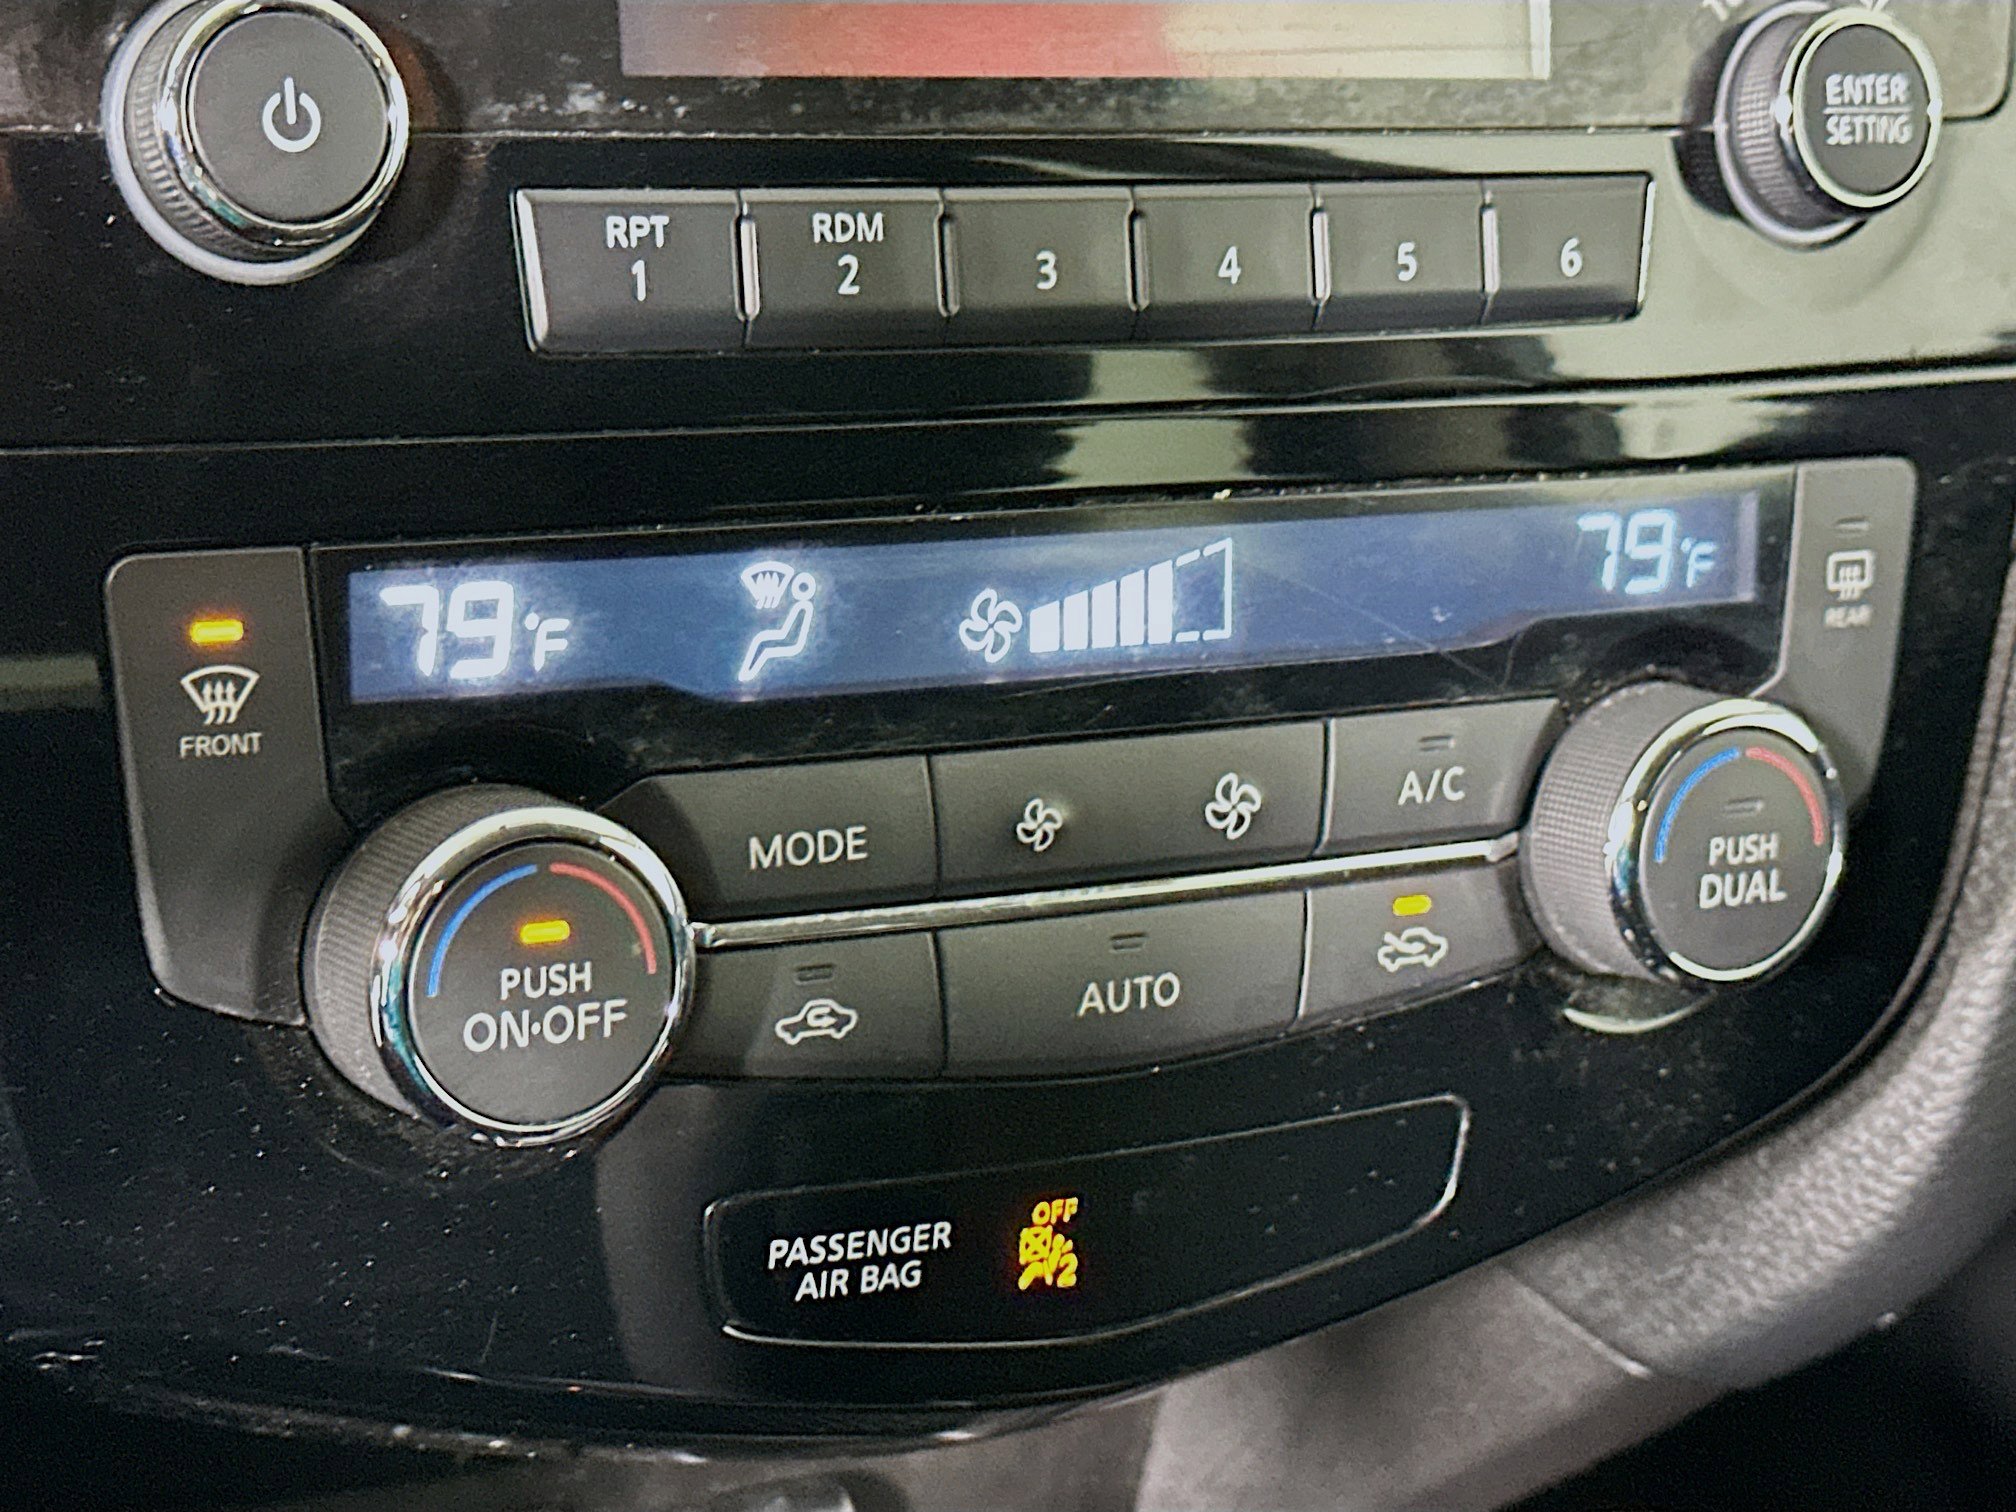 ENTER
SETTING
RPT
1
RDM
2
3
4
5
6
79°F
79°F
FRONT
REAR
MODE
A/C
PUSH
DUAL
PUSH
ON·OFF
AUTO
PASSENGER
AIR BAG
OFF
2